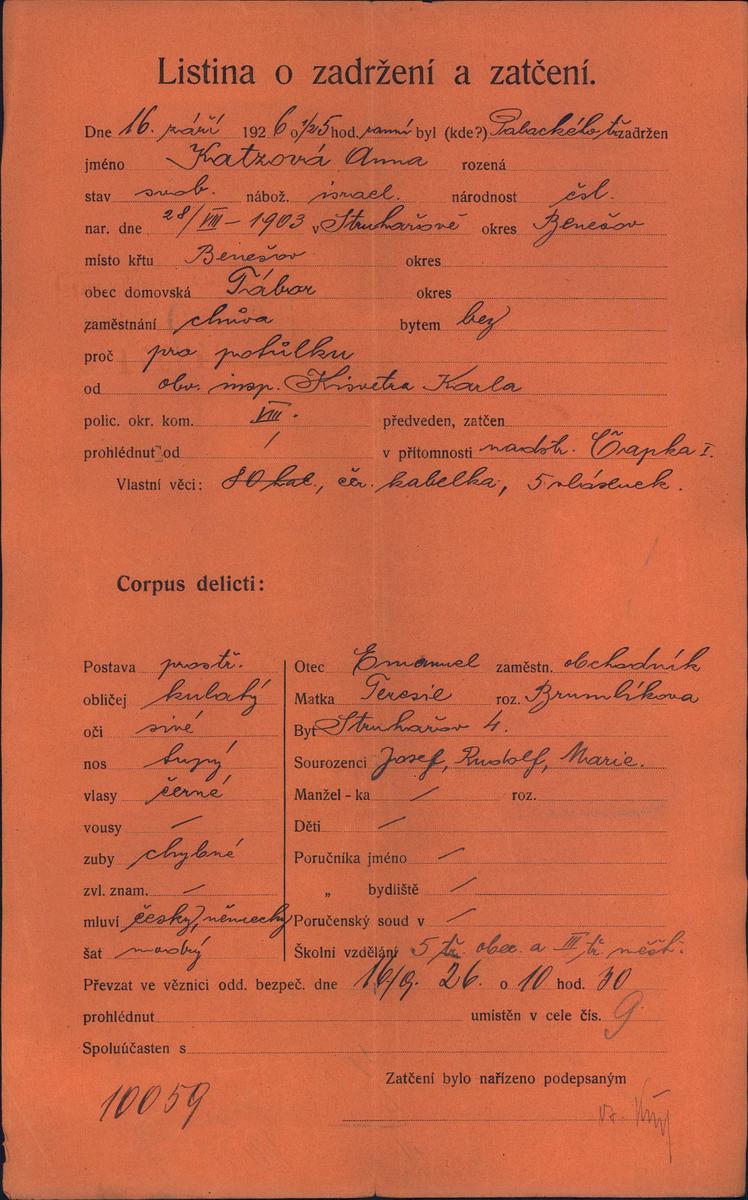 Listina o zadržení a zatčení.
Dne 16. září 1926 o 1/25 hod. ranní byl (kde?) Palackého tř. zadržen
jméno Katzová Anna rozená
stav svob. nábož. israel. národnost čsl.
nar. dne 28/VIII – 1903 v Struhařově okres Benešov
místo křtu Benešov okres
obec domovská Tábor okres
zaměstnání chůva bytem bez
proč pro potulku
od obv. insp. Kisvetra Karla
polic. okr. kom. VIII. předveden, zatčen
prohlédnut od / v přítomnosti nadstr. Čapka I.
Vlastní věci: 80 hal., čer. kabelka, 5 vlásenek.
Corpus delicti:
Postava prostř.
obličej kulatý
oči sivé
nos tupý
vlasy černé
vousy /
zuby chybné
zvl. znam. /
mluví česky, německy
šat modrý
Otec Emanuel zaměstn. obchodník
Matka Teresie roz. Brumlíkova
Byt Struhařov 4.
Sourozenci Josef, Rudolf, Marie.
Manžel - ka / roz.
Děti /
Poručníka jméno /
„ bydliště /
Poručenský soud v /
Školní vzdělání 5 tř. obec. a III tř. měšť.
Převzat ve věznici odd. bezpeč. dne 16/9. 26. o 10 hod. 30
prohlédnut umístěn v cele čís. 9
Spoluúčasten s
Zatčení bylo nařízeno podepsaným
10059